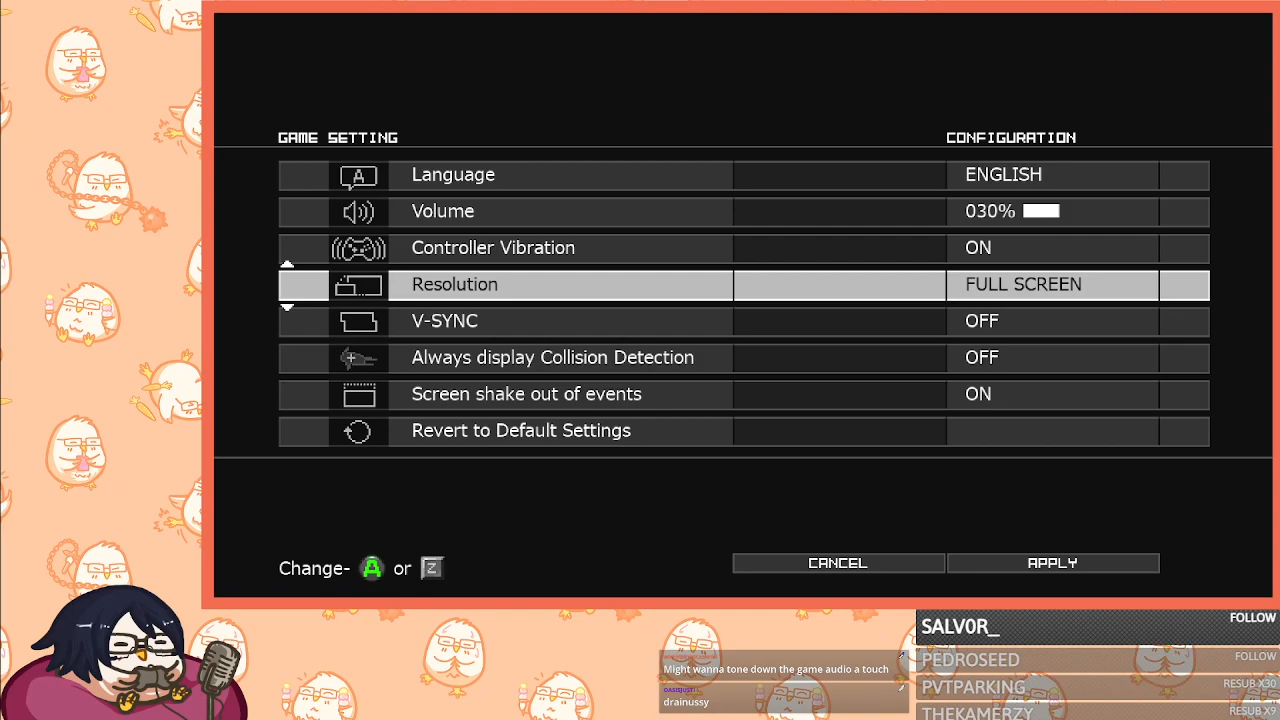 GAME SETTING CONFIGURATION
Language ENGLISH
Volume 030%
Controller Vibration ON
Resolution FULL SCREEN
V-SYNC OFF
Always display Collision Detection OFF
Screen shake out of events ON
Revert to Default Settings
Change- A or Z CANCEL APPLY
Might wanna tone down the game audio a touch
drainussy
SALV0R_ FOLLOW
PEDROSEED FOLLOW
PVTPARKING RESUB X30
THEKAMERZY RESUB X9